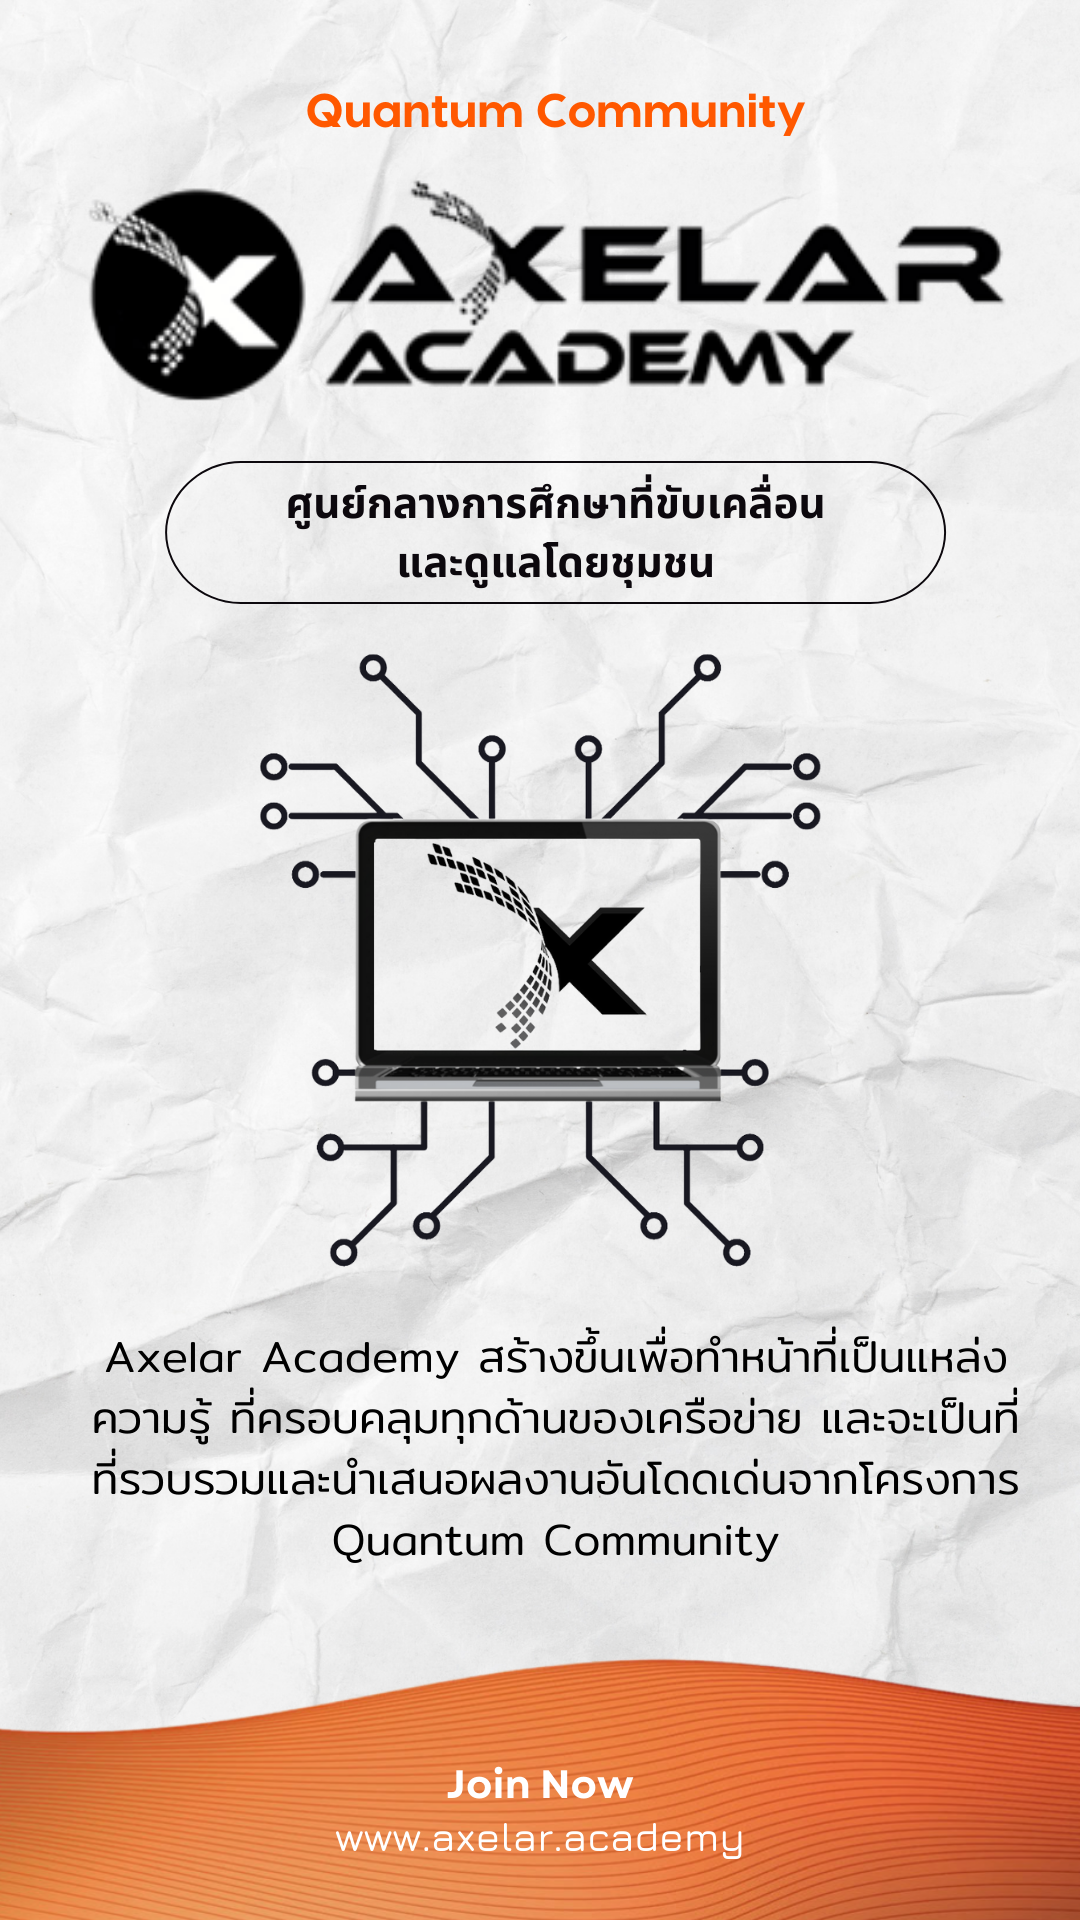 Quantum Community
AXELAR
ACADEMY
ศูนย์กลางการศึกษาที่ขับเคลื่อน
และดูแลโดยชุมชน
Axelar Academy สร้างขึ้นเพื่อทำหน้าที่เป็นแหล่ง
ความรู้ ที่ครอบคลุมทุกด้านของเครือข่าย และจะเป็นที่
ที่รวบรวมและนำเสนอผลงานอันโดดเด่นจากโครงการ
Quantum Community
Join Now
www.axelar.academy